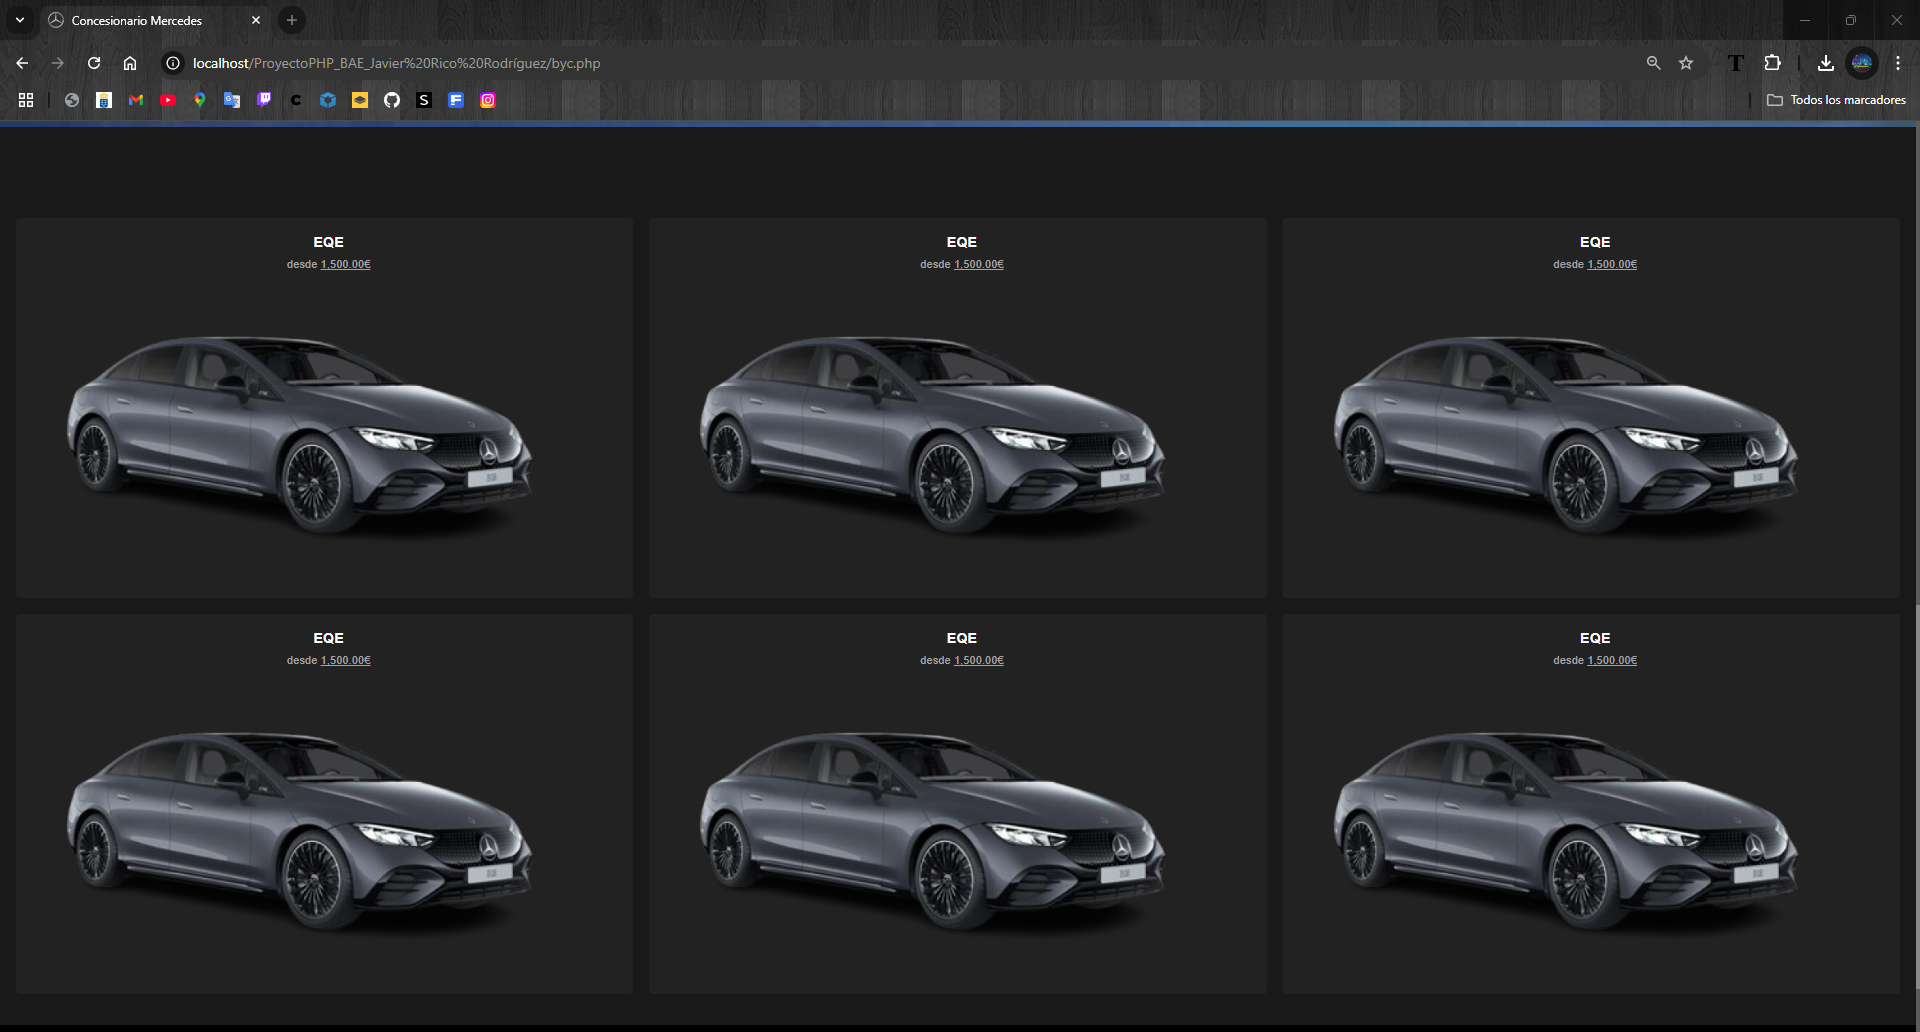 Concesionario Mercedes
localhost/ProyectoPHP_BAE_Javier%20Rico%20Rodríguez/byc.php
Todos los marcadores
EQE
desde 1,500.00€
EQE
desde 1,500.00€
EQE
desde 1,500.00€
EQE
desde 1,500.00€
EQE
desde 1,500.00€
EQE
desde 1,500.00€